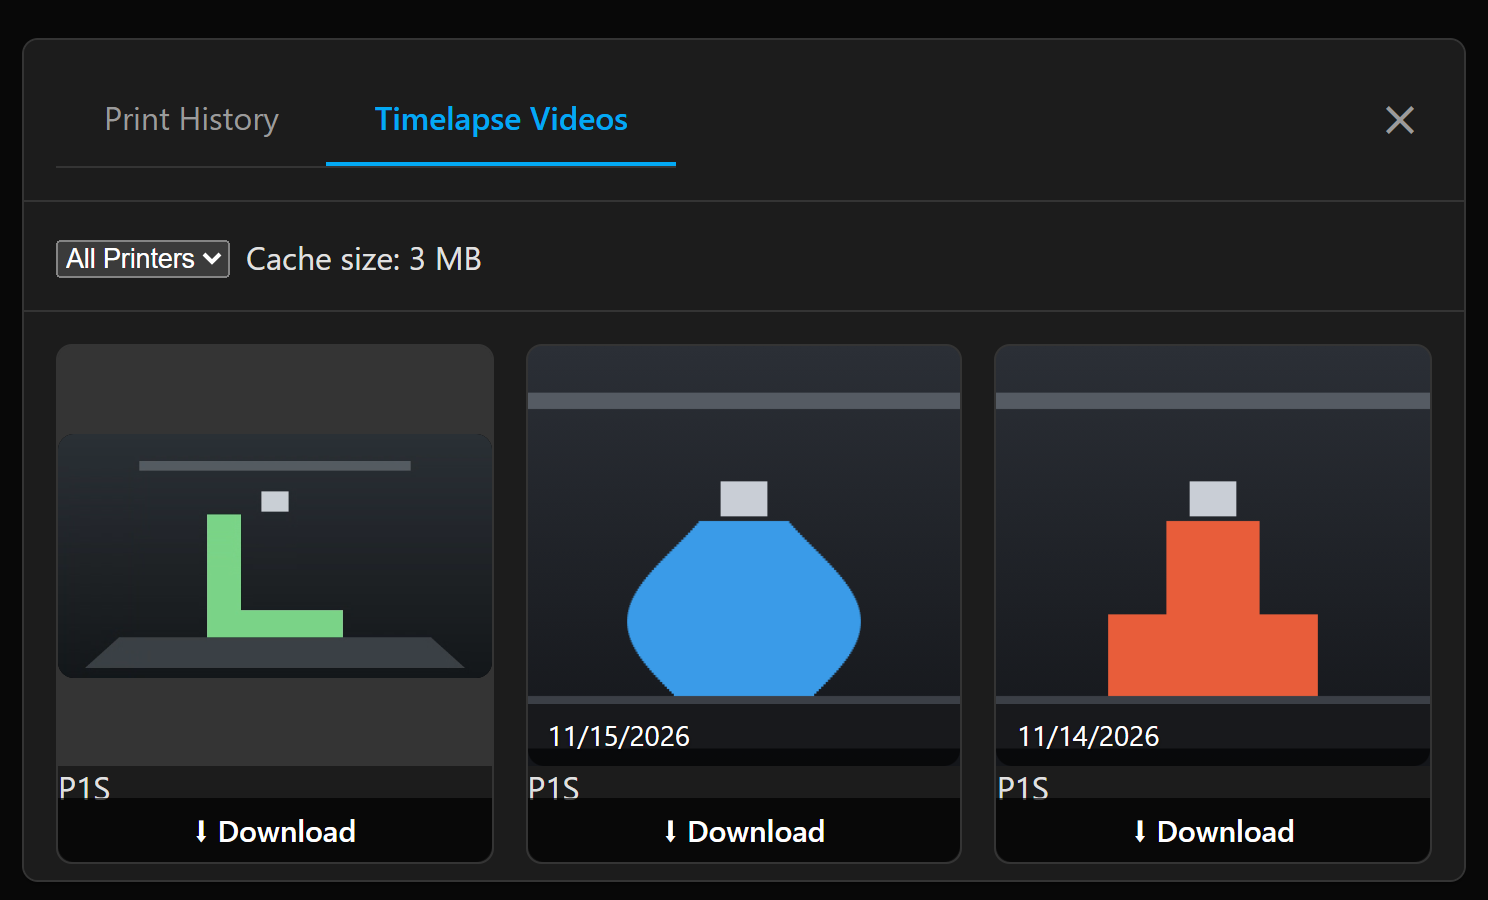 Print History
Timelapse Videos
All Printers
Cache size: 3 MB
11/15/2026
11/14/2026
P1S
P1S
P1S
⬇ Download
⬇ Download
⬇ Download